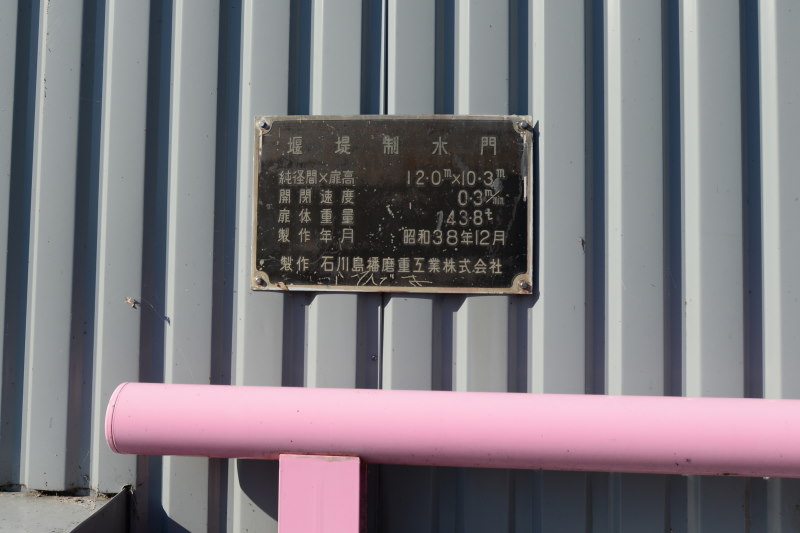 堰堤制水門
純径間×扉高 12.0m×10.3m
開閉速度 0.3m/min
扉体重量 143.8t
製作年月 昭和38年12月
製作 石川島播磨重工業株式会社